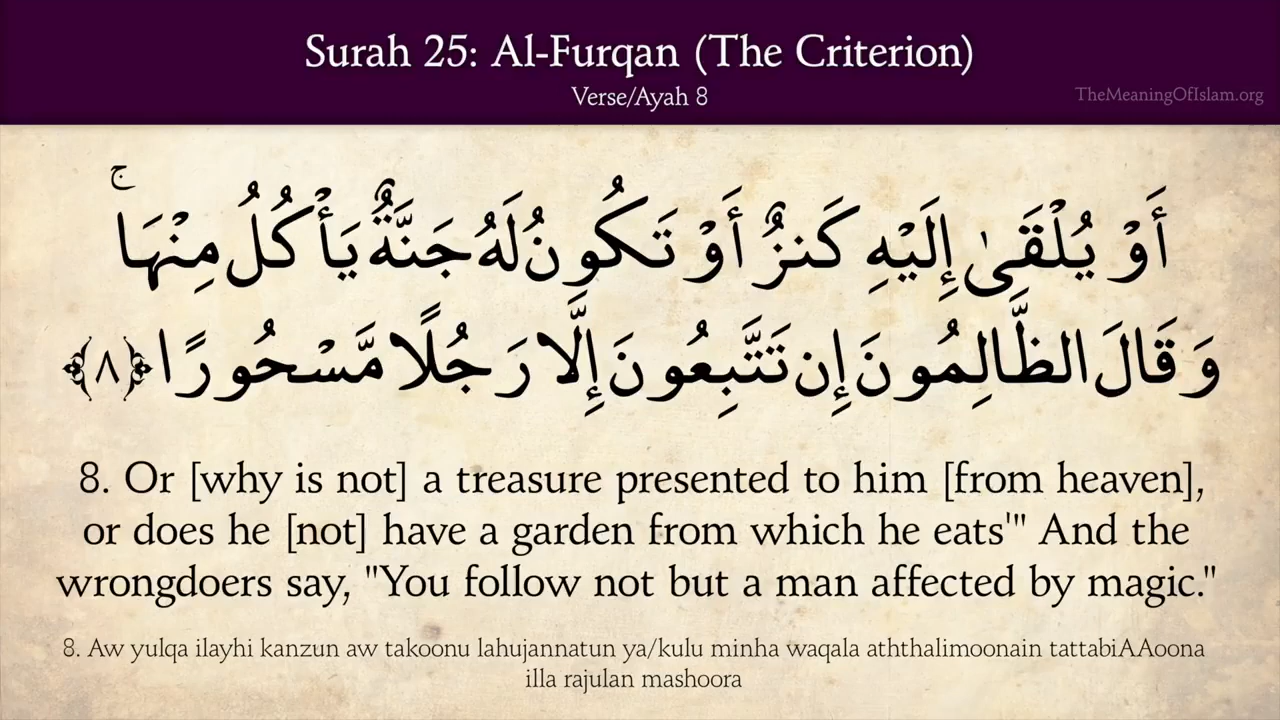 Surah 25: Al-Furqan (The Criterion)
Verse/Ayah 8
TheMeaningOfIslam.org
أَوْ يُلْقَىٰ إِلَيْهِ كَنزٌ أَوْ تَكُونُ لَهُ جَنَّةٌ يَأْكُلُ مِنْهَا ۚ
وَقَالَ الظَّالِمُونَ إِن تَتَّبِعُونَ إِلَّا رَجُلًا مَّسْحُورًا ﴿٨﴾
8. Or [why is not] a treasure presented to him [from heaven],
or does he [not] have a garden from which he eats'" And the
wrongdoers say, "You follow not but a man affected by magic."
8. Aw yulqa ilayhi kanzun aw takoonu lahujannatun ya/kulu minha waqala aththalimoonain tattabiAAoona
illa rajulan mashoora